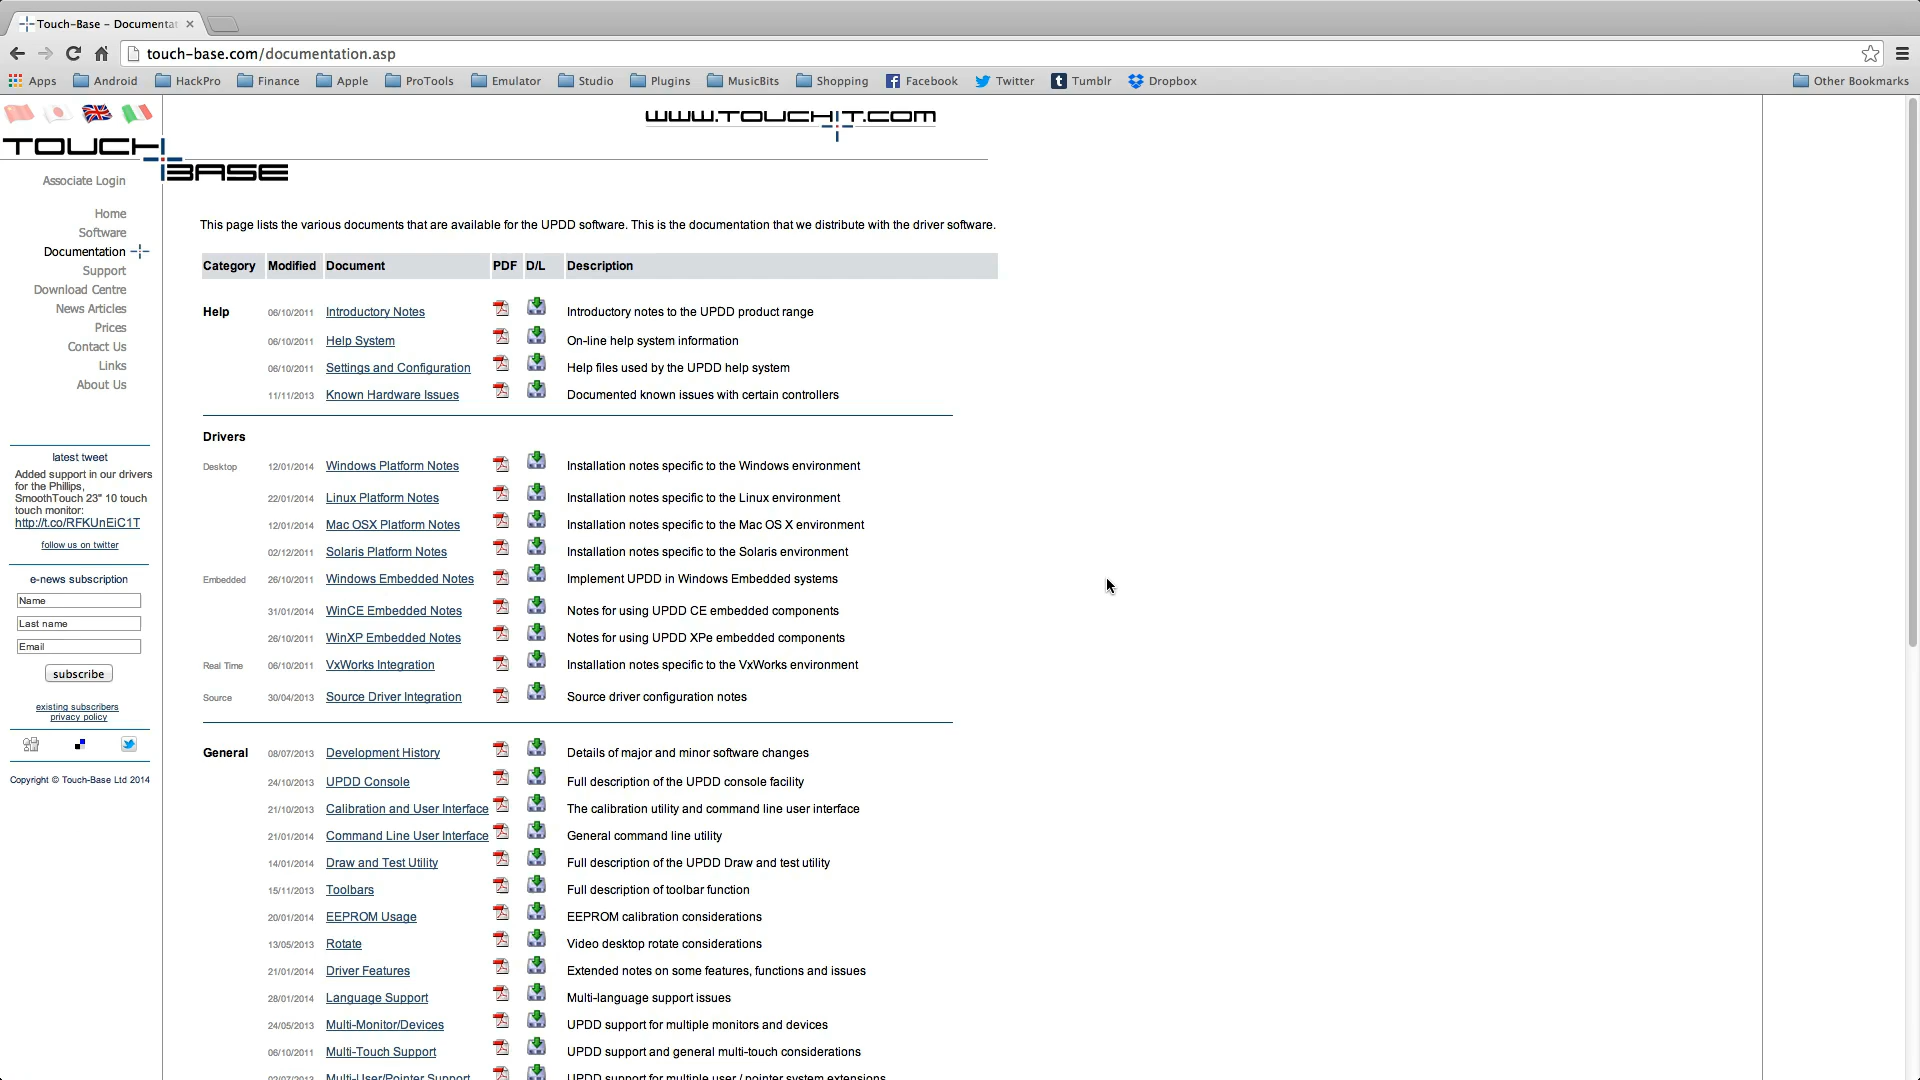 Touch-Base - Documentat
touch-base.com/documentation.asp
Apps Android HackPro Finance Apple ProTools Emulator Studio Plugins MusicBits Shopping Facebook Twitter Tumblr Dropbox Other Bookmarks
WWW.TOUCHIT.COM
TOUCH
BASE
Associate Login
Home
Software
Documentation
Support
Download Centre
News Articles
Prices
Contact Us
Links
About Us
latest tweet
Added support in our drivers
for the Phillips,
SmoothTouch 23" 10 touch
touch monitor:
http://t.co/RFKUnEiC1T
follow us on twitter
e-news subscription
Name
Last name
Email
subscribe
existing subscribers
privacy policy
Copyright © Touch-Base Ltd 2014
This page lists the various documents that are available for the UPDD software. This is the documentation that we distribute with the driver software.
Category Modified Document PDF D/L Description
Help 06/10/2011 Introductory Notes Introductory notes to the UPDD product range
06/10/2011 Help System On-line help system information
06/10/2011 Settings and Configuration Help files used by the UPDD help system
11/11/2013 Known Hardware Issues Documented known issues with certain controllers
Drivers
Desktop 12/01/2014 Windows Platform Notes Installation notes specific to the Windows environment
22/01/2014 Linux Platform Notes Installation notes specific to the Linux environment
12/01/2014 Mac OSX Platform Notes Installation notes specific to the Mac OS X environment
02/12/2011 Solaris Platform Notes Installation notes specific to the Solaris environment
Embedded 26/10/2011 Windows Embedded Notes Implement UPDD in Windows Embedded systems
31/01/2014 WinCE Embedded Notes Notes for using UPDD CE embedded components
26/10/2011 WinXP Embedded Notes Notes for using UPDD XPe embedded components
Real Time 06/10/2011 VxWorks Integration Installation notes specific to the VxWorks environment
Source 30/04/2013 Source Driver Integration Source driver configuration notes
General 08/07/2013 Development History Details of major and minor software changes
24/10/2013 UPDD Console Full description of the UPDD console facility
21/10/2013 Calibration and User Interface The calibration utility and command line user interface
21/01/2014 Command Line User Interface General command line utility
14/01/2014 Draw and Test Utility Full description of the UPDD Draw and test utility
15/11/2013 Toolbars Full description of toolbar function
20/01/2014 EEPROM Usage EEPROM calibration considerations
13/05/2013 Rotate Video desktop rotate considerations
21/01/2014 Driver Features Extended notes on some features, functions and issues
28/01/2014 Language Support Multi-language support issues
24/05/2013 Multi-Monitor/Devices UPDD support for multiple monitors and devices
06/10/2011 Multi-Touch Support UPDD support and general multi-touch considerations
02/07/2013 Multi-User/Pointer Support UPDD support for multiple user / pointer system extensions